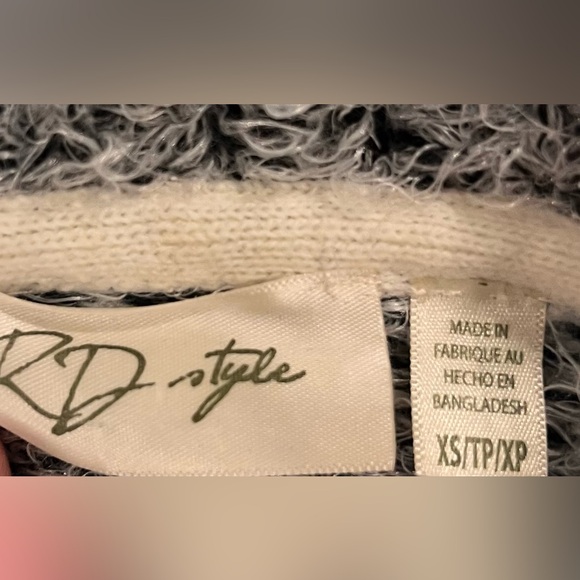 RD style
MADE IN
FABRIQUE AU
HECHO EN
BANGLADESH
XS/TP/XP